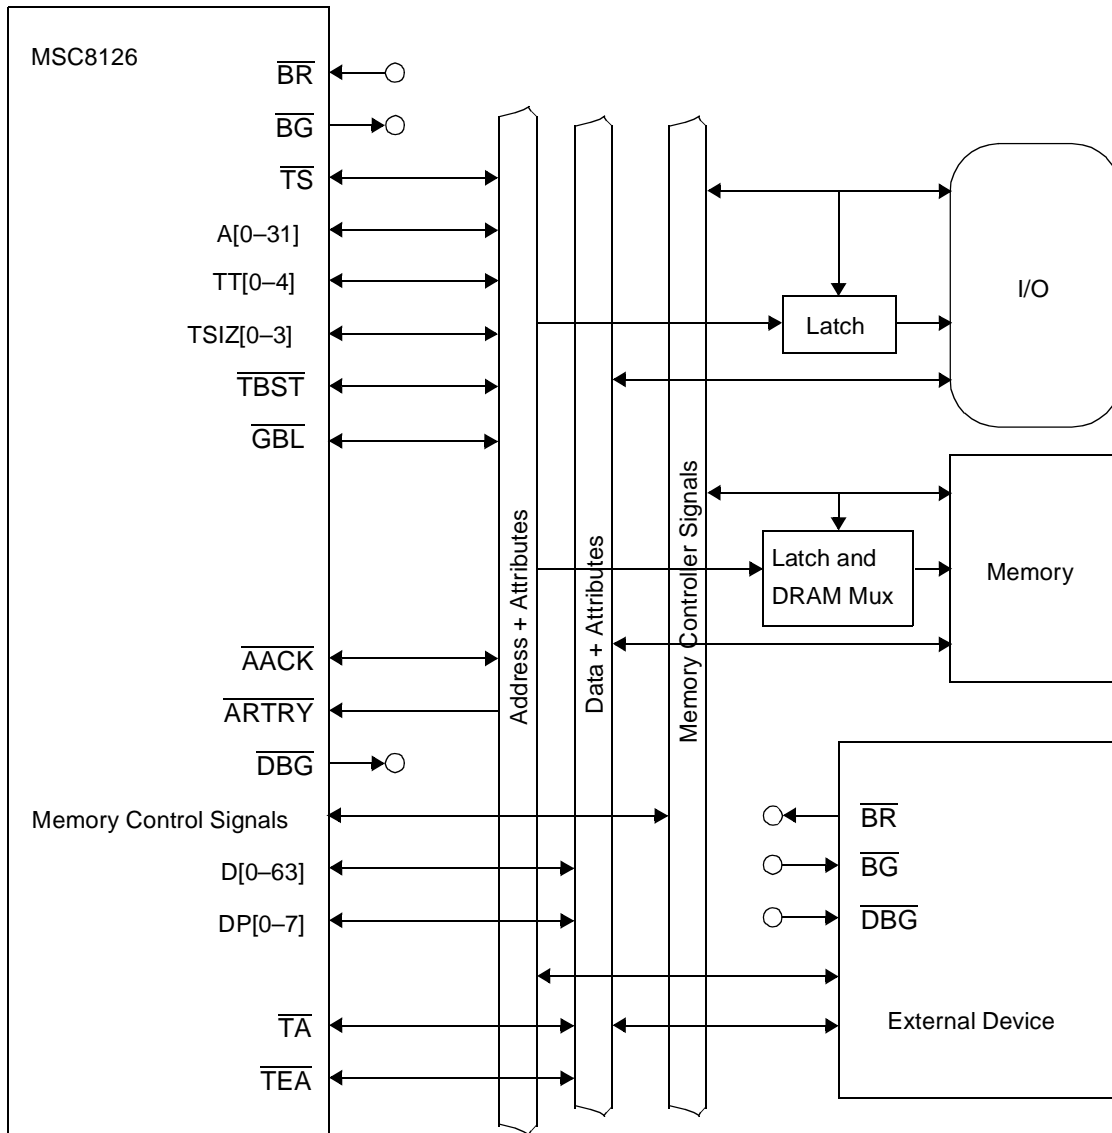 MSC8126
BR
BG
TS
A[0–31]
TT[0–4]
TSIZ[0–3]
TBST
GBL
AACK
ARTRY
DBG
Memory Control Signals
D[0–63]
DP[0–7]
TA
TEA
Address + Attributes
Data + Attributes
Memory Controller Signals
Latch
I/O
Latch and
DRAM Mux
Memory
BR
BG
DBG
External Device